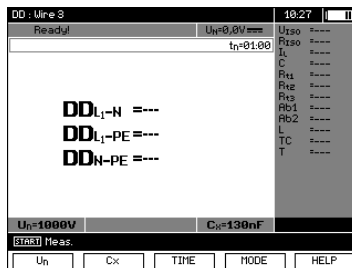 DD : Wire 3 10:27
Ready! UN=0,0V
tn=01:00
DDL1-N =---
DDL1-PE=---
DDN-PE=---
UISO =---
RISO =---
IL =---
C =---
Rt1 =---
Rt2 =---
Rt3 =---
Ab1 =---
Ab2 =---
L =---
TC =---
T =---
Un=1000V CX=130nF
START Meas.
Un Cx TIME MODE HELP